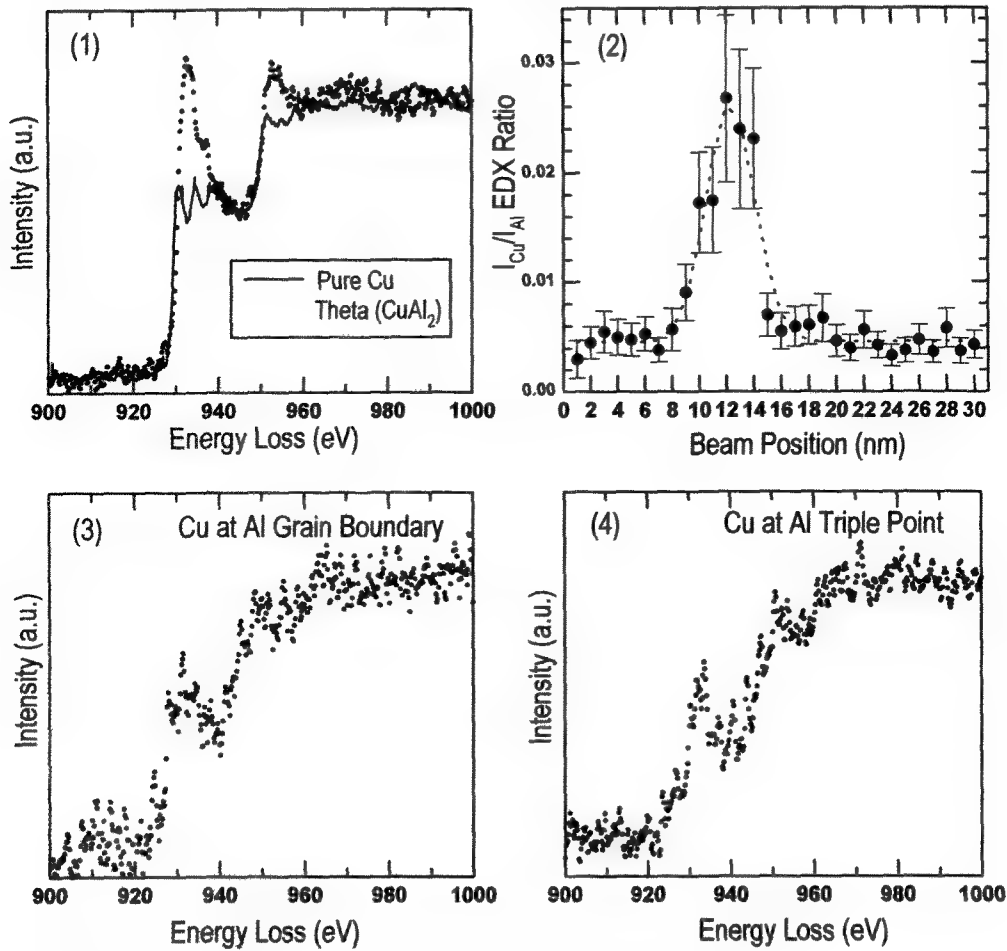 (1)
Intensity (a.u.)
Pure Cu
Theta (CuAl₂)
900 920 940 960 980 1000
Energy Loss (eV)
(2)
I_Cu/I_Al EDX Ratio
0.03
0.02
0.01
0.00
0 2 4 6 8 10 12 14 16 18 20 22 24 26 28 30
Beam Position (nm)
(3)
Cu at Al Grain Boundary
Intensity (a.u.)
900 920 940 960 980 1000
Energy Loss (eV)
(4)
Cu at Al Triple Point
Intensity (a.u.)
900 920 940 960 980 1000
Energy Loss (eV)